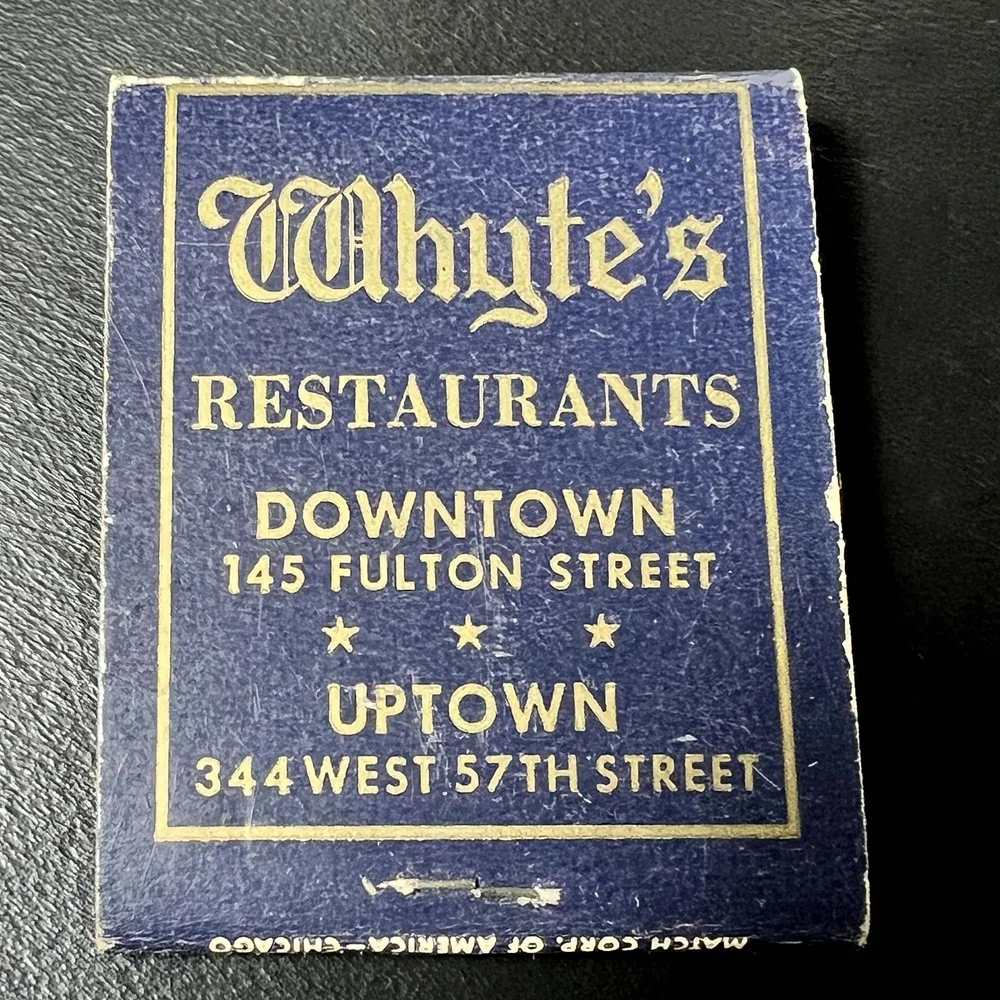 Whyte's
RESTAURANTS
DOWNTOWN
145 FULTON STREET
UPTOWN
344 WEST 57TH STREET
MATCH CORP. OF AMERICA-CHICAGO